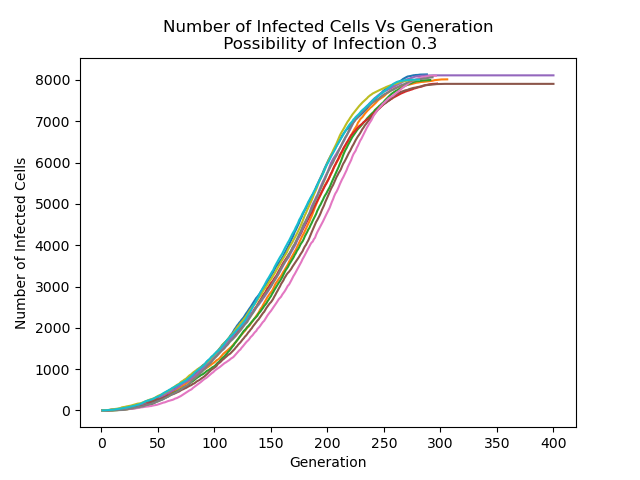 Number of Infected Cells Vs Generation
Possibility of Infection 0.3
Number of Infected Cells
8000
7000
6000
5000
4000
3000
2000
1000
0
0 50 100 150 200 250 300 350 400
Generation